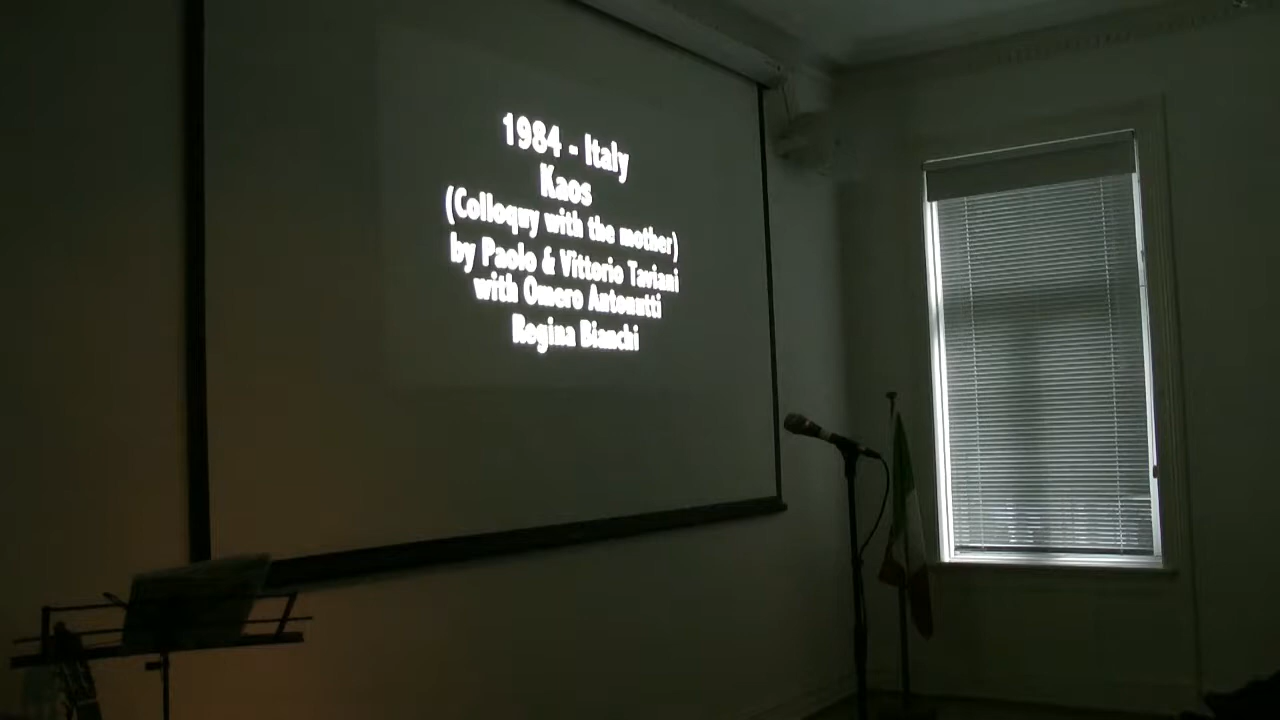 1984 - Italy
Kaos
(Colloquy with the mother)
by Paolo & Vittorio Taviani
with Omero Antonutti
Regina Bianchi